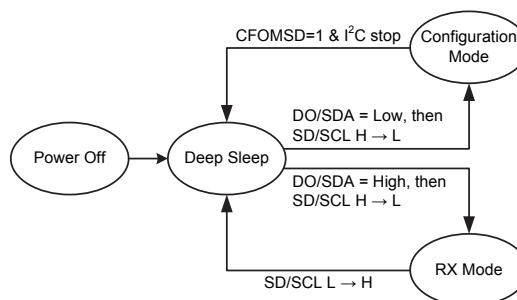 CFOMSD=1 & I²C stop
Configuration
Mode
DO/SDA = Low, then
SD/SCL H → L
Power Off
Deep Sleep
DO/SDA = High, then
SD/SCL H → L
SD/SCL L → H
RX Mode